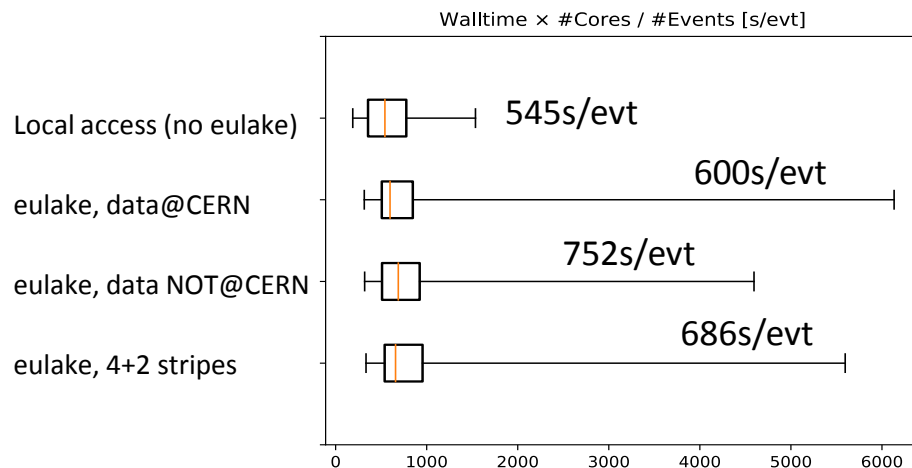 Walltime × #Cores / #Events [s/evt]
Local access (no eulake)
545s/evt
eulake, data@CERN
600s/evt
eulake, data NOT@CERN
752s/evt
eulake, 4+2 stripes
686s/evt
0 1000 2000 3000 4000 5000 6000